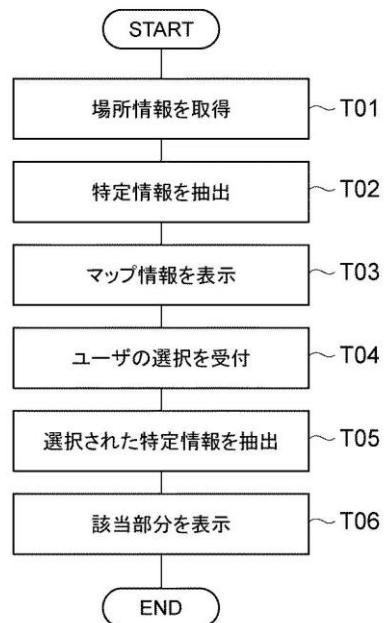 START
場所情報を取得
T01
特定情報を抽出
T02
マップ情報を表示
T03
ユーザの選択を受付
T04
選択された特定情報を抽出
T05
該当部分を表示
T06
END